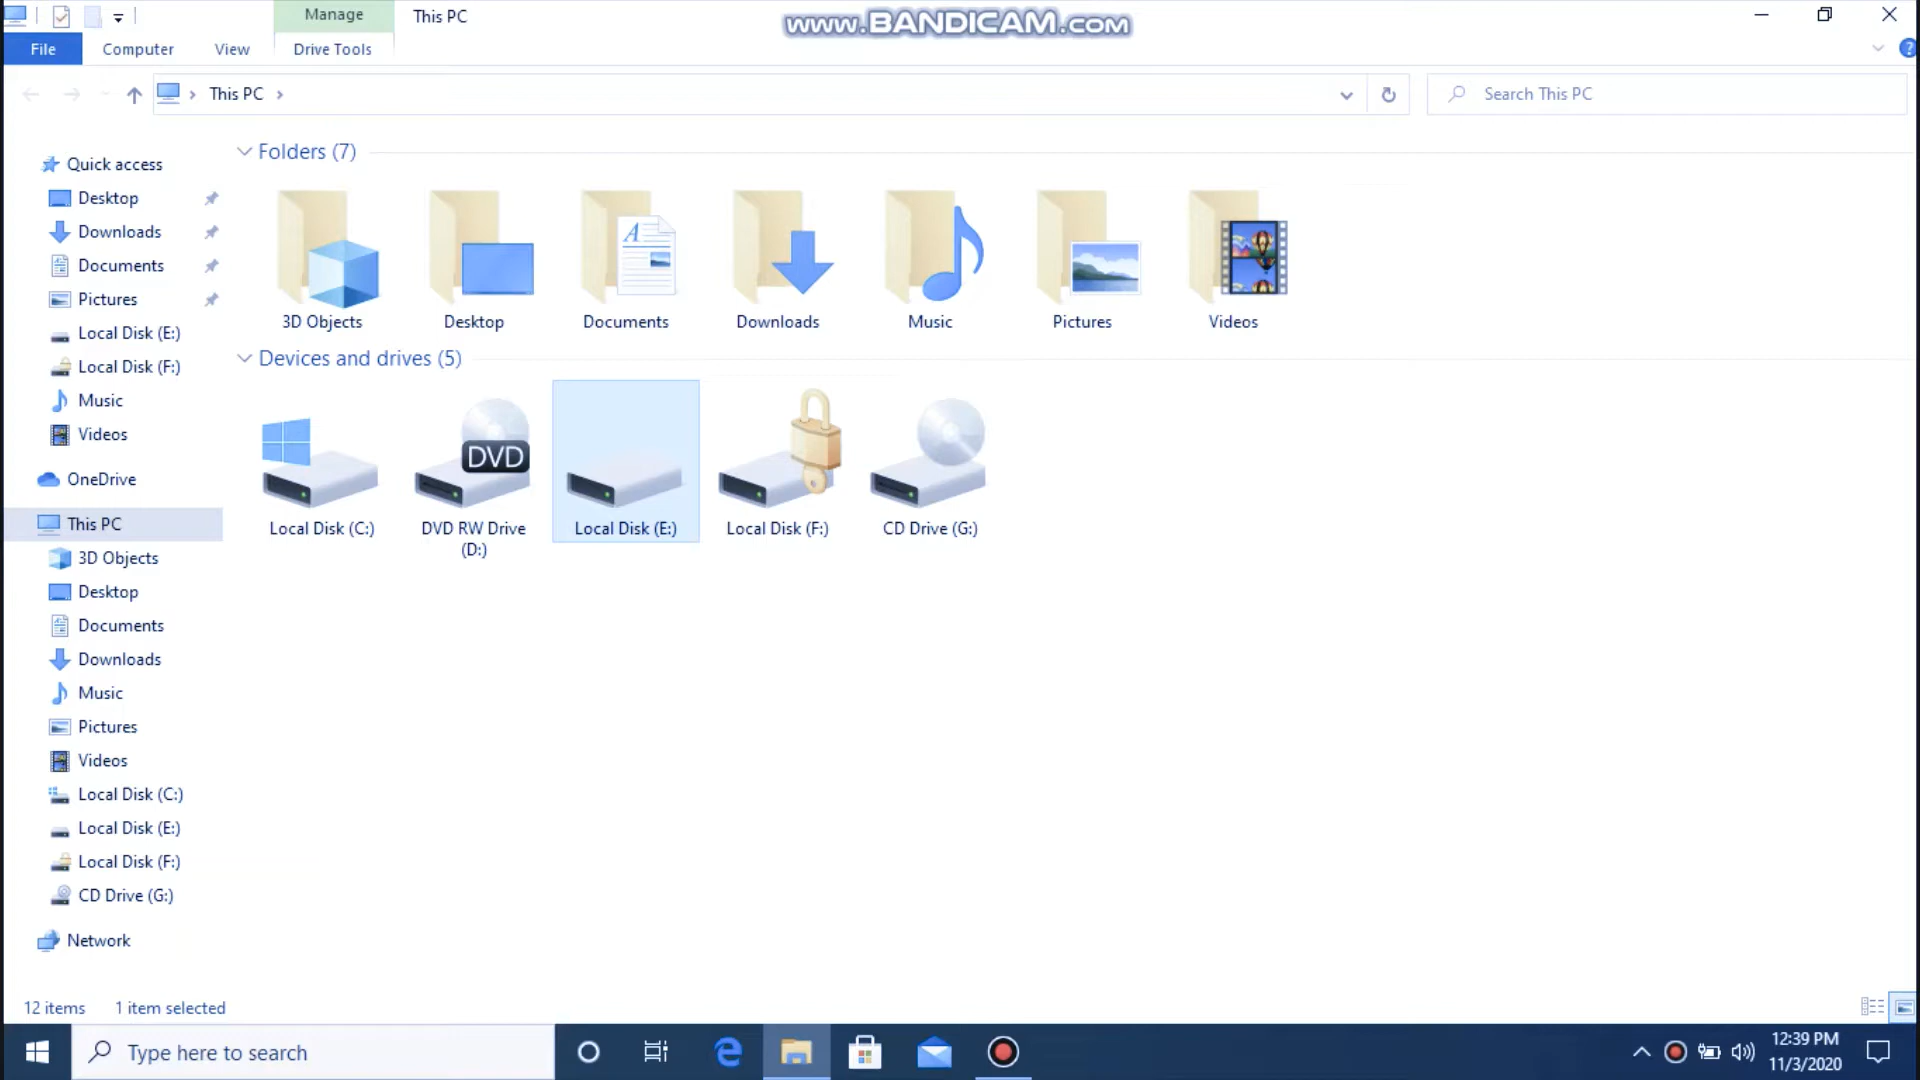 Manage
This PC
www.BANDICAM.com
File
Computer
View
Drive Tools
?
This PC
Search This PC
Quick access
Desktop
Downloads
Documents
Pictures
Local Disk (E:)
Local Disk (F:)
Music
Videos
OneDrive
This PC
3D Objects
Desktop
Documents
Downloads
Music
Pictures
Videos
Local Disk (C:)
Local Disk (E:)
Local Disk (F:)
CD Drive (G:)
Network
Folders (7)
A
3D Objects
Desktop
Documents
Downloads
Music
Pictures
Videos
Devices and drives (5)
DVD
Local Disk (C:)
DVD RW Drive
(D:)
Local Disk (E:)
Local Disk (F:)
CD Drive (G:)
12 items
1 item selected
Type here to search
12:39 PM
11/3/2020